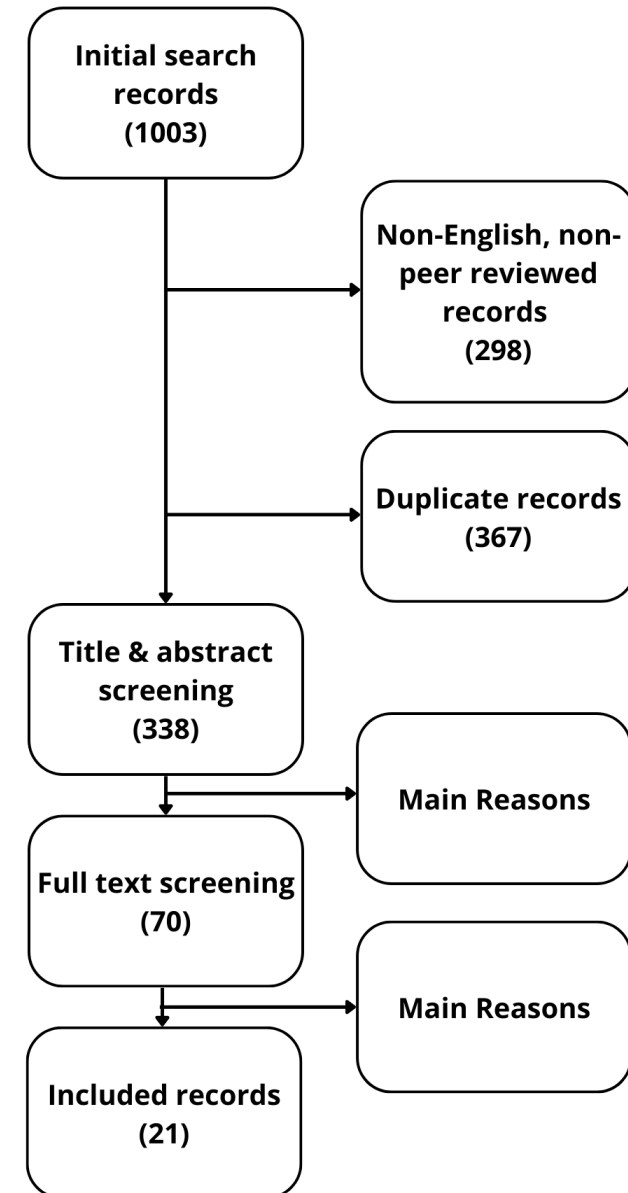 Initial search
records
(1003)
Non-English, non-
peer reviewed
records
(298)
Duplicate records
(367)
Title & abstract
screening
(338)
Main Reasons
Full text screening
(70)
Main Reasons
Included records
(21)